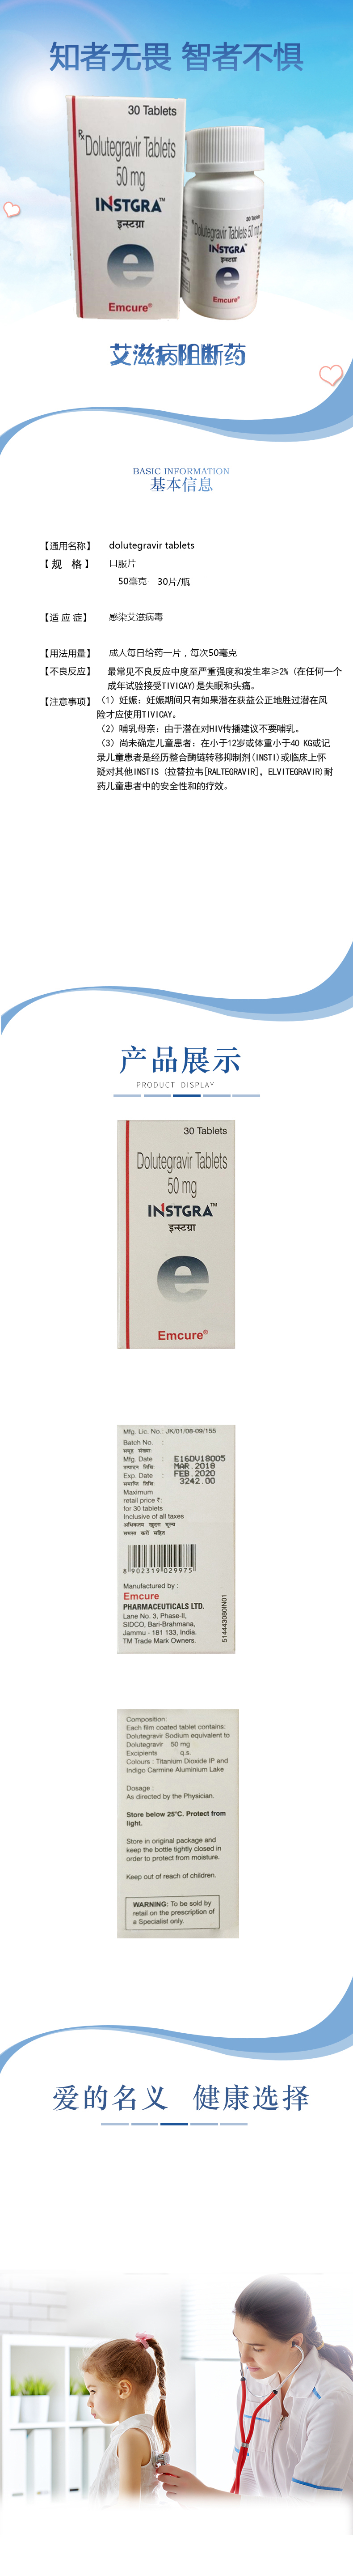 知者无畏 智者不惧
30 Tablets
Rx
Dolutegravir Tablets
50 mg
INSTGRA™
इन्स्टग्रा
e
Emcure®
Dolutegravir Tablets 50 mg
INSTGRA™
इन्स्टग्रा
e
Emcure®
艾滋病阻断药
BASIC INFORMATION
基本信息
【通用名称】 dolutegravir tablets
【 规 格 】 口服片
50毫克 30片/瓶
【适 应 症】 感染艾滋病毒
【用法用量】 成人每日给药一片，每次50毫克
【不良反应】 最常见不良反应中度至严重强度和发生率≥2% (在任何一个
成年试验接受TIVICAY)是失眠和头痛。
【注意事项】 （1）妊娠：妊娠期间只有如果潜在获益公正地胜过潜在风
险才应使用TIVICAY。
（2）哺乳母亲：由于潜在对HIV传播建议不要哺乳。
（3）尚未确定儿童患者：在小于12岁或体重小于40 KG或记
录儿童患者是经历整合酶链转移抑制剂(INSTI)或临床上怀
疑对其他INSTIS (拉替拉韦[RALTEGRAVIR]，ELVITEGRAVIR)耐
药儿童患者中的安全性和的疗效。
产品展示
PRODUCT DISPLAY
30 Tablets
Dolutegravir Tablets
50 mg
INSTGRA™
इन्स्टग्रा
e
Emcure®
Mfg. Lic. No.: JK/01/08-09/155
Batch No. :
समूह संख्या:
E16DV18005
Mfg. Date :
उत्पादन तिथि:
MAR.2018
Exp. Date :
समाप्ति तिथि:
FEB.2020
Maximum
3242.00
retail price ₹:
for 30 tablets
Inclusive of all taxes
अधिकतम खुदरा मूल्य
समस्त करों सहित
8 902319 029975
Manufactured by :
Emcure
PHARMACEUTICALS LTD.
Lane No. 3, Phase-II,
SIDCO, Bari-Brahmana,
Jammu - 181 133, India.
TM Trade Mark Owners.
514443080IN01
Composition:
Each film coated tablet contains:
Dolutegravir Sodium equivalent to
Dolutegravir 50 mg
Excipients q.s.
Colours : Titanium Dioxide IP and
Indigo Carmine Aluminium Lake
Dosage :
As directed by the Physician.
Store below 25°C. Protect from
light.
Store in original package and
keep the bottle tightly closed in
order to protect from moisture.
Keep out of reach of children.
WARNING: To be sold by
retail on the prescription of
a Specialist only.
爱的名义 健康选择